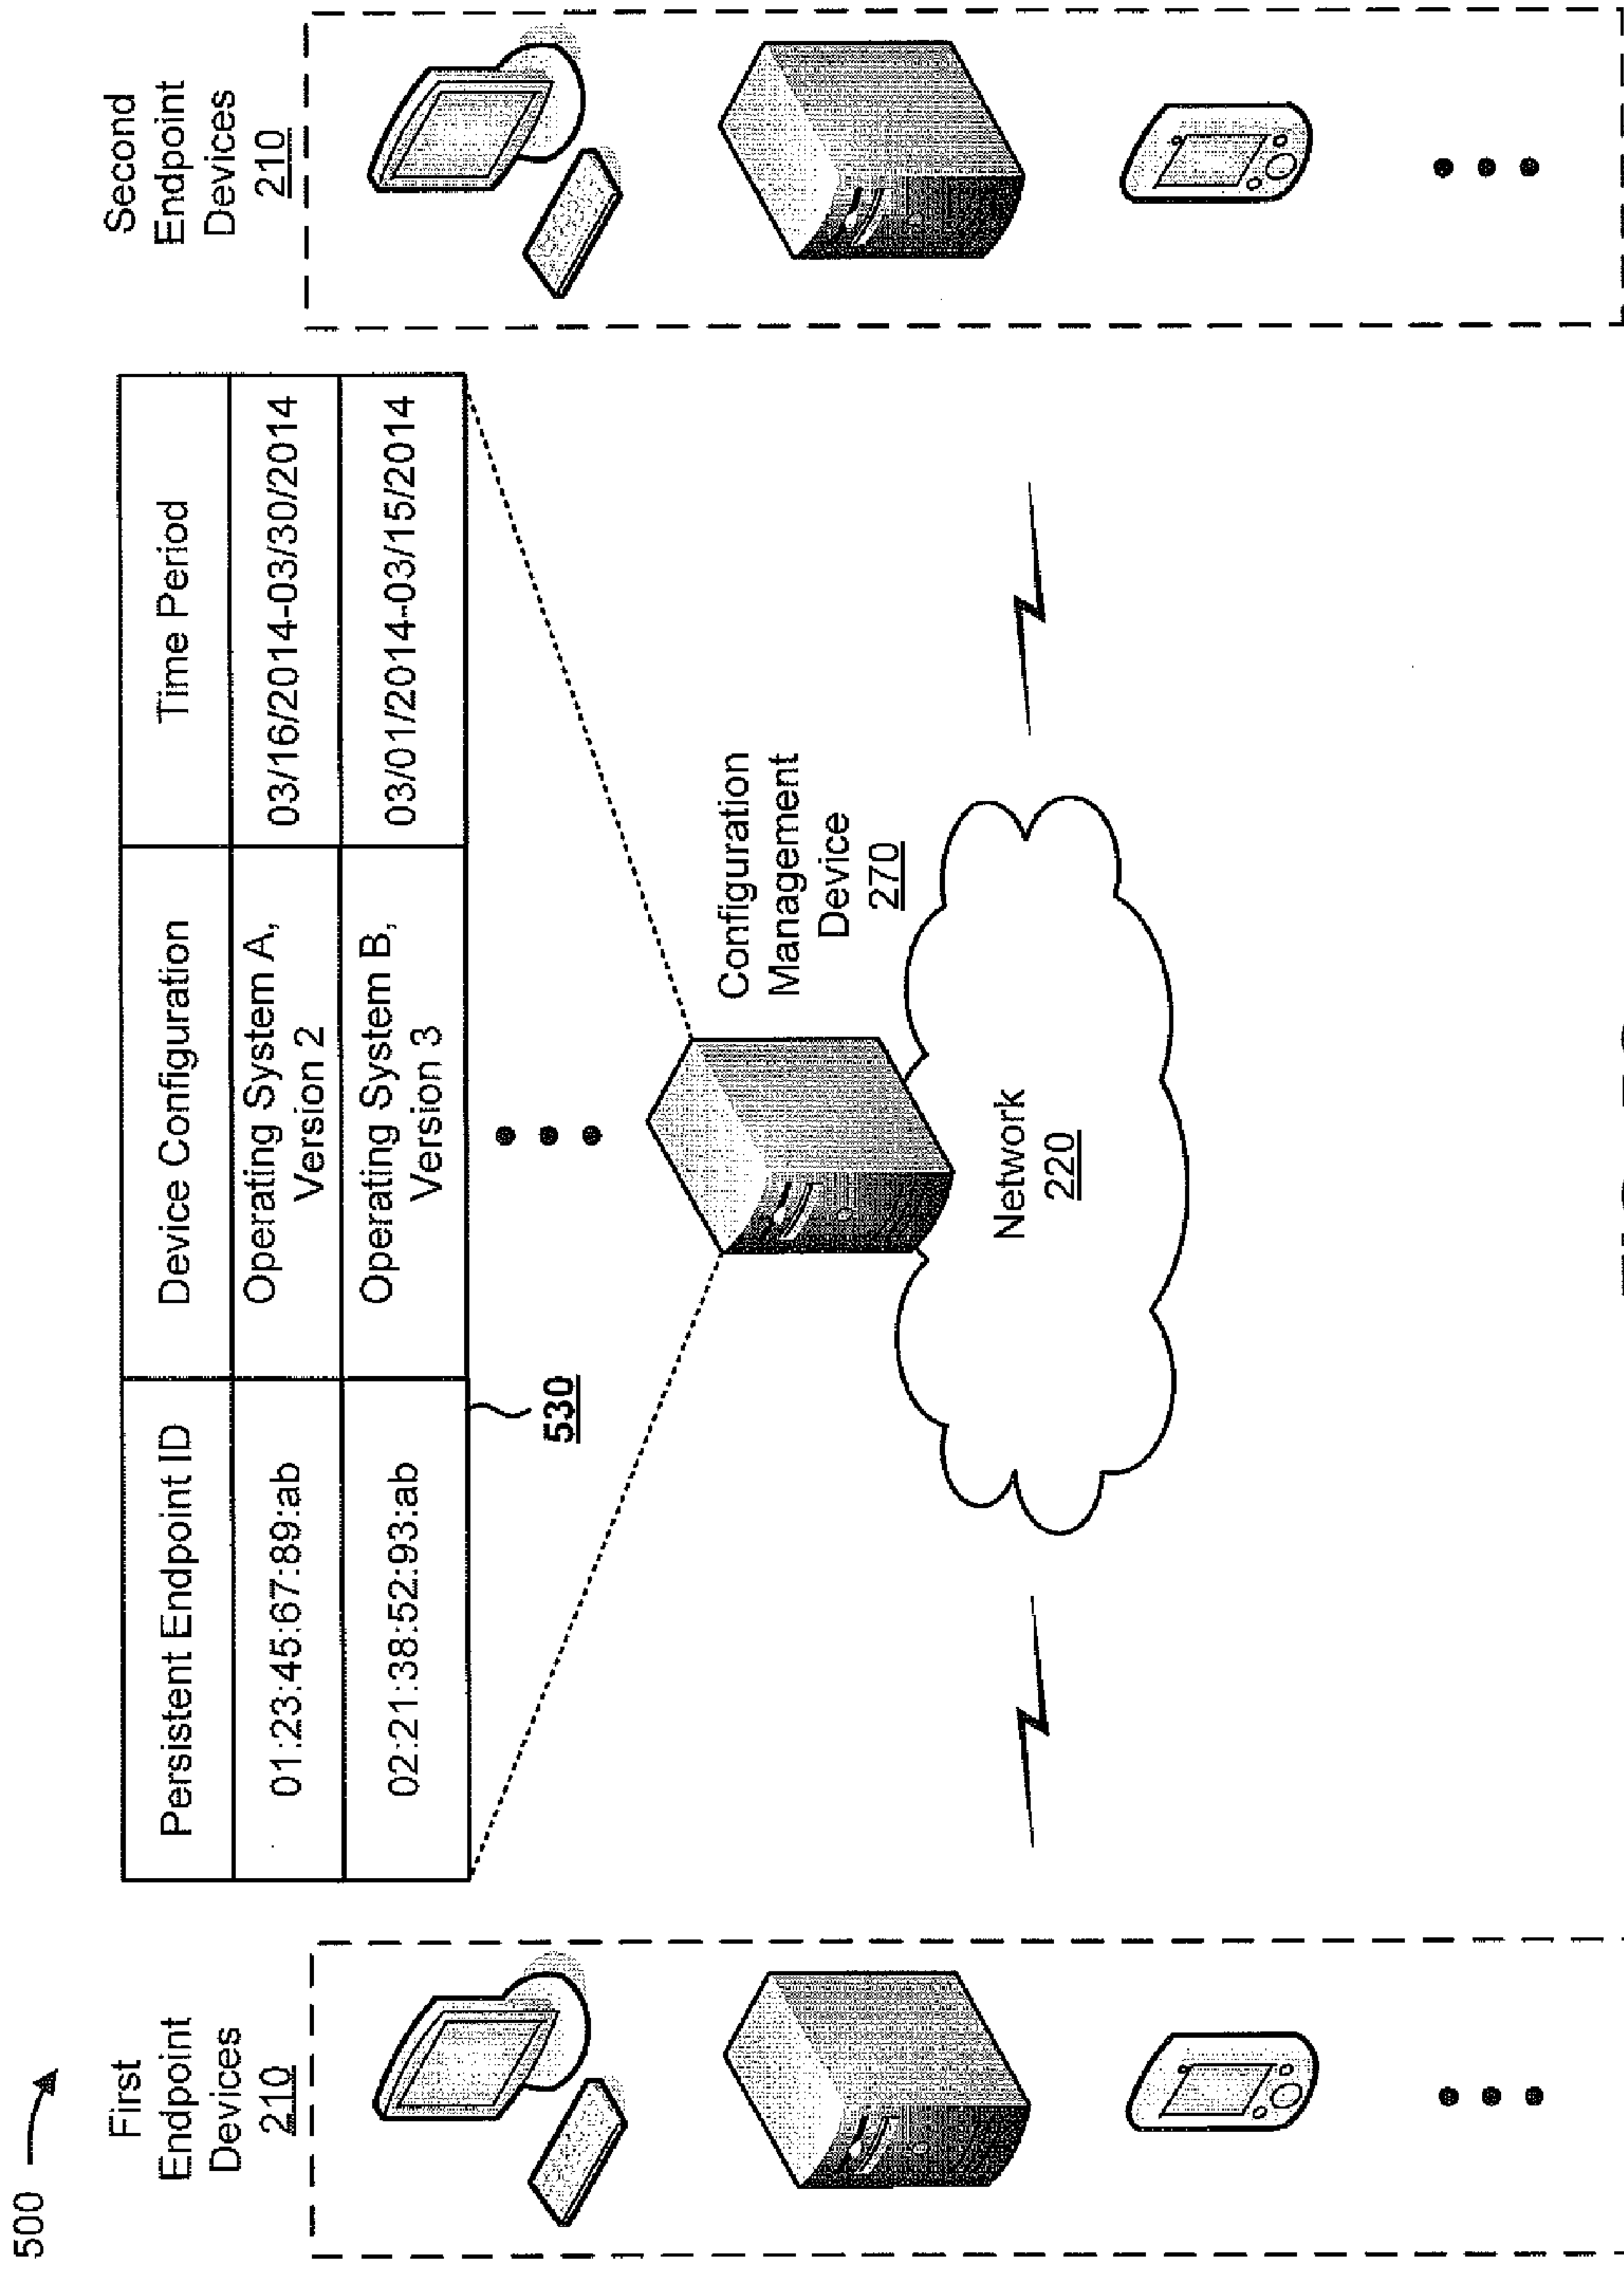 500
First
Endpoint
Devices
210
Persistent Endpoint ID
Device Configuration
Time Period
01:23:45:67:89:ab
Operating System A,
Version 2
03/16/2014-03/30/2014
02:21:38:52:93:ab
Operating System B,
Version 3
03/01/2014-03/15/2014
530
Configuration
Management
Device
270
Network
220
Second
Endpoint
Devices
210